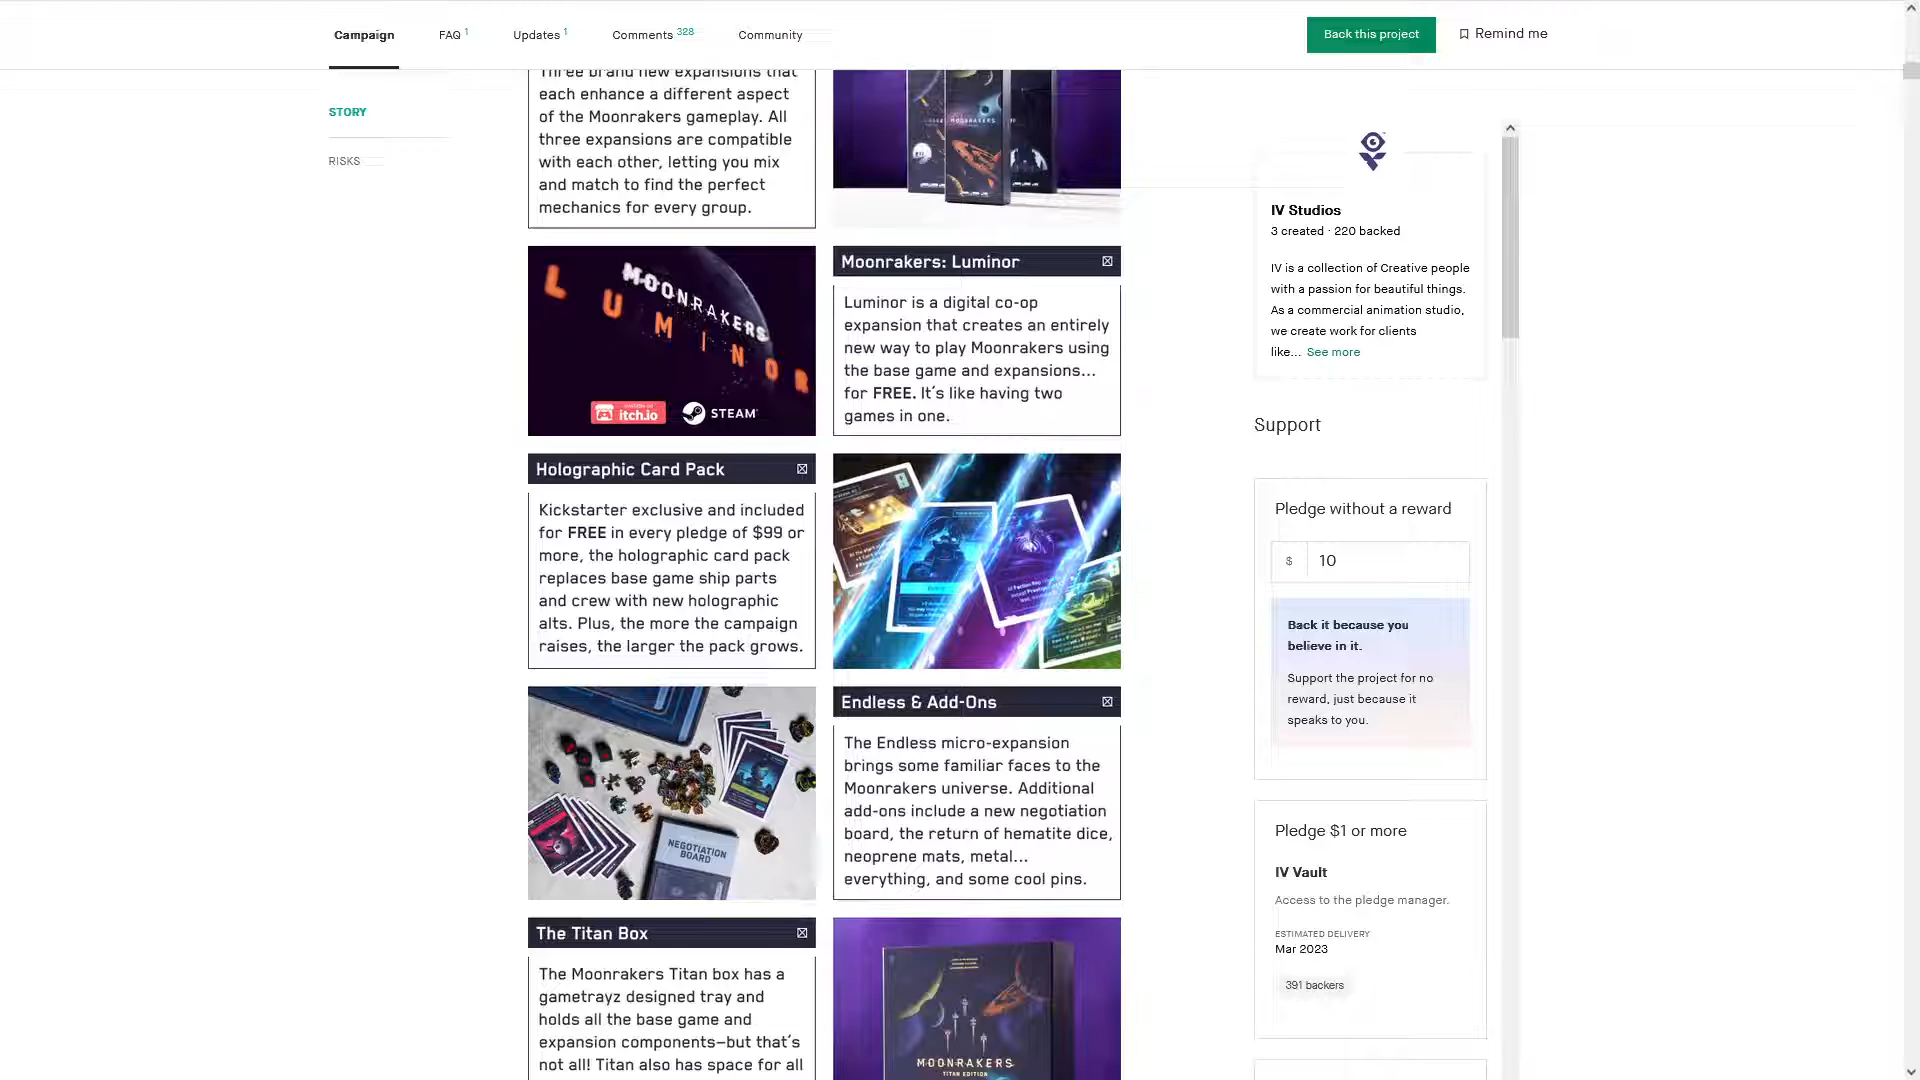 Campaign
FAQ 1
Updates 1
Comments 328
Community
Back this project
Remind me
STORY
RISKS
Three brand new expansions that
each enhance a different aspect
of the Moonrakers gameplay. All
three expansions are compatible
with each other, letting you mix
and match to find the perfect
mechanics for every group.
MOONRAKERS
MOONRAKERS
LUMINOR
itch.io
STEAM
Moonrakers: Luminor
Luminor is a digital co-op
expansion that creates an entirely
new way to play Moonrakers using
the base game and expansions...
for FREE. It's like having two
games in one.
Holographic Card Pack
Kickstarter exclusive and included
for FREE in every pledge of $99 or
more, the holographic card pack
replaces base game ship parts
and crew with new holographic
alts. Plus, the more the campaign
raises, the larger the pack grows.
NEGOTIATION
BOARD
Endless & Add-Ons
The Endless micro-expansion
brings some familiar faces to the
Moonrakers universe. Additional
add-ons include a new negotiation
board, the return of hematite dice,
neoprene mats, metal...
everything, and some cool pins.
The Titan Box
The Moonrakers Titan box has a
gametrayz designed tray and
holds all the base game and
expansion components—but that's
not all! Titan also has space for all
MOONRAKERS
TITAN EDITION
IV Studios
3 created · 220 backed
IV is a collection of Creative people
with a passion for beautiful things.
As a commercial animation studio,
we create work for clients
like... See more
Support
Pledge without a reward
$ 10
Back it because you
believe in it.
Support the project for no
reward, just because it
speaks to you.
Pledge $1 or more
IV Vault
Access to the pledge manager.
ESTIMATED DELIVERY
Mar 2023
391 backers